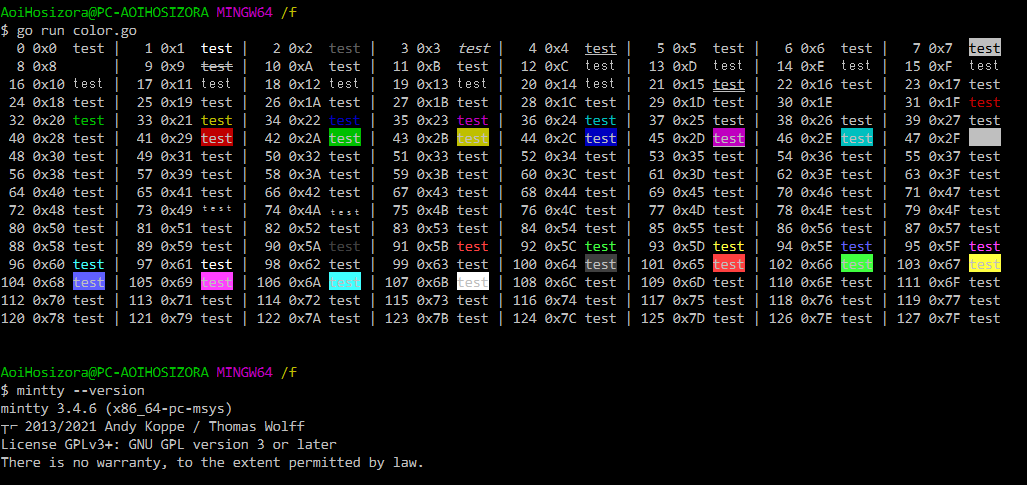 AoiHosizora@PC-AOIHOSIZORA MINGW64 /f
$ go run color.go
0 0x0 test | 1 0x1 test | 2 0x2 test | 3 0x3 test | 4 0x4 test | 5 0x5 test | 6 0x6 test | 7 0x7 test
8 0x8 | 9 0x9 test | 10 0xA test | 11 0xB test | 12 0xC test | 13 0xD test | 14 0xE test | 15 0xF test
16 0x10 test | 17 0x11 test | 18 0x12 test | 19 0x13 test | 20 0x14 test | 21 0x15 test | 22 0x16 test | 23 0x17 test
24 0x18 test | 25 0x19 test | 26 0x1A test | 27 0x1B test | 28 0x1C test | 29 0x1D test | 30 0x1E | 31 0x1F test
32 0x20 test | 33 0x21 test | 34 0x22 test | 35 0x23 test | 36 0x24 test | 37 0x25 test | 38 0x26 test | 39 0x27 test
40 0x28 test | 41 0x29 test | 42 0x2A test | 43 0x2B test | 44 0x2C test | 45 0x2D test | 46 0x2E test | 47 0x2F
48 0x30 test | 49 0x31 test | 50 0x32 test | 51 0x33 test | 52 0x34 test | 53 0x35 test | 54 0x36 test | 55 0x37 test
56 0x38 test | 57 0x39 test | 58 0x3A test | 59 0x3B test | 60 0x3C test | 61 0x3D test | 62 0x3E test | 63 0x3F test
64 0x40 test | 65 0x41 test | 66 0x42 test | 67 0x43 test | 68 0x44 test | 69 0x45 test | 70 0x46 test | 71 0x47 test
72 0x48 test | 73 0x49 test | 74 0x4A test | 75 0x4B test | 76 0x4C test | 77 0x4D test | 78 0x4E test | 79 0x4F test
80 0x50 test | 81 0x51 test | 82 0x52 test | 83 0x53 test | 84 0x54 test | 85 0x55 test | 86 0x56 test | 87 0x57 test
88 0x58 test | 89 0x59 test | 90 0x5A test | 91 0x5B test | 92 0x5C test | 93 0x5D test | 94 0x5E test | 95 0x5F test
96 0x60 test | 97 0x61 test | 98 0x62 test | 99 0x63 test | 100 0x64 test | 101 0x65 test | 102 0x66 test | 103 0x67 test
104 0x68 test | 105 0x69 test | 106 0x6A test | 107 0x6B test | 108 0x6C test | 109 0x6D test | 110 0x6E test | 111 0x6F test
112 0x70 test | 113 0x71 test | 114 0x72 test | 115 0x73 test | 116 0x74 test | 117 0x75 test | 118 0x76 test | 119 0x77 test
120 0x78 test | 121 0x79 test | 122 0x7A test | 123 0x7B test | 124 0x7C test | 125 0x7D test | 126 0x7E test | 127 0x7F test
AoiHosizora@PC-AOIHOSIZORA MINGW64 /f
$ mintty --version
mintty 3.4.6 (x86_64-pc-msys)
┬⌐ 2013/2021 Andy Koppe / Thomas Wolff
License GPLv3+: GNU GPL version 3 or later
There is no warranty, to the extent permitted by law.